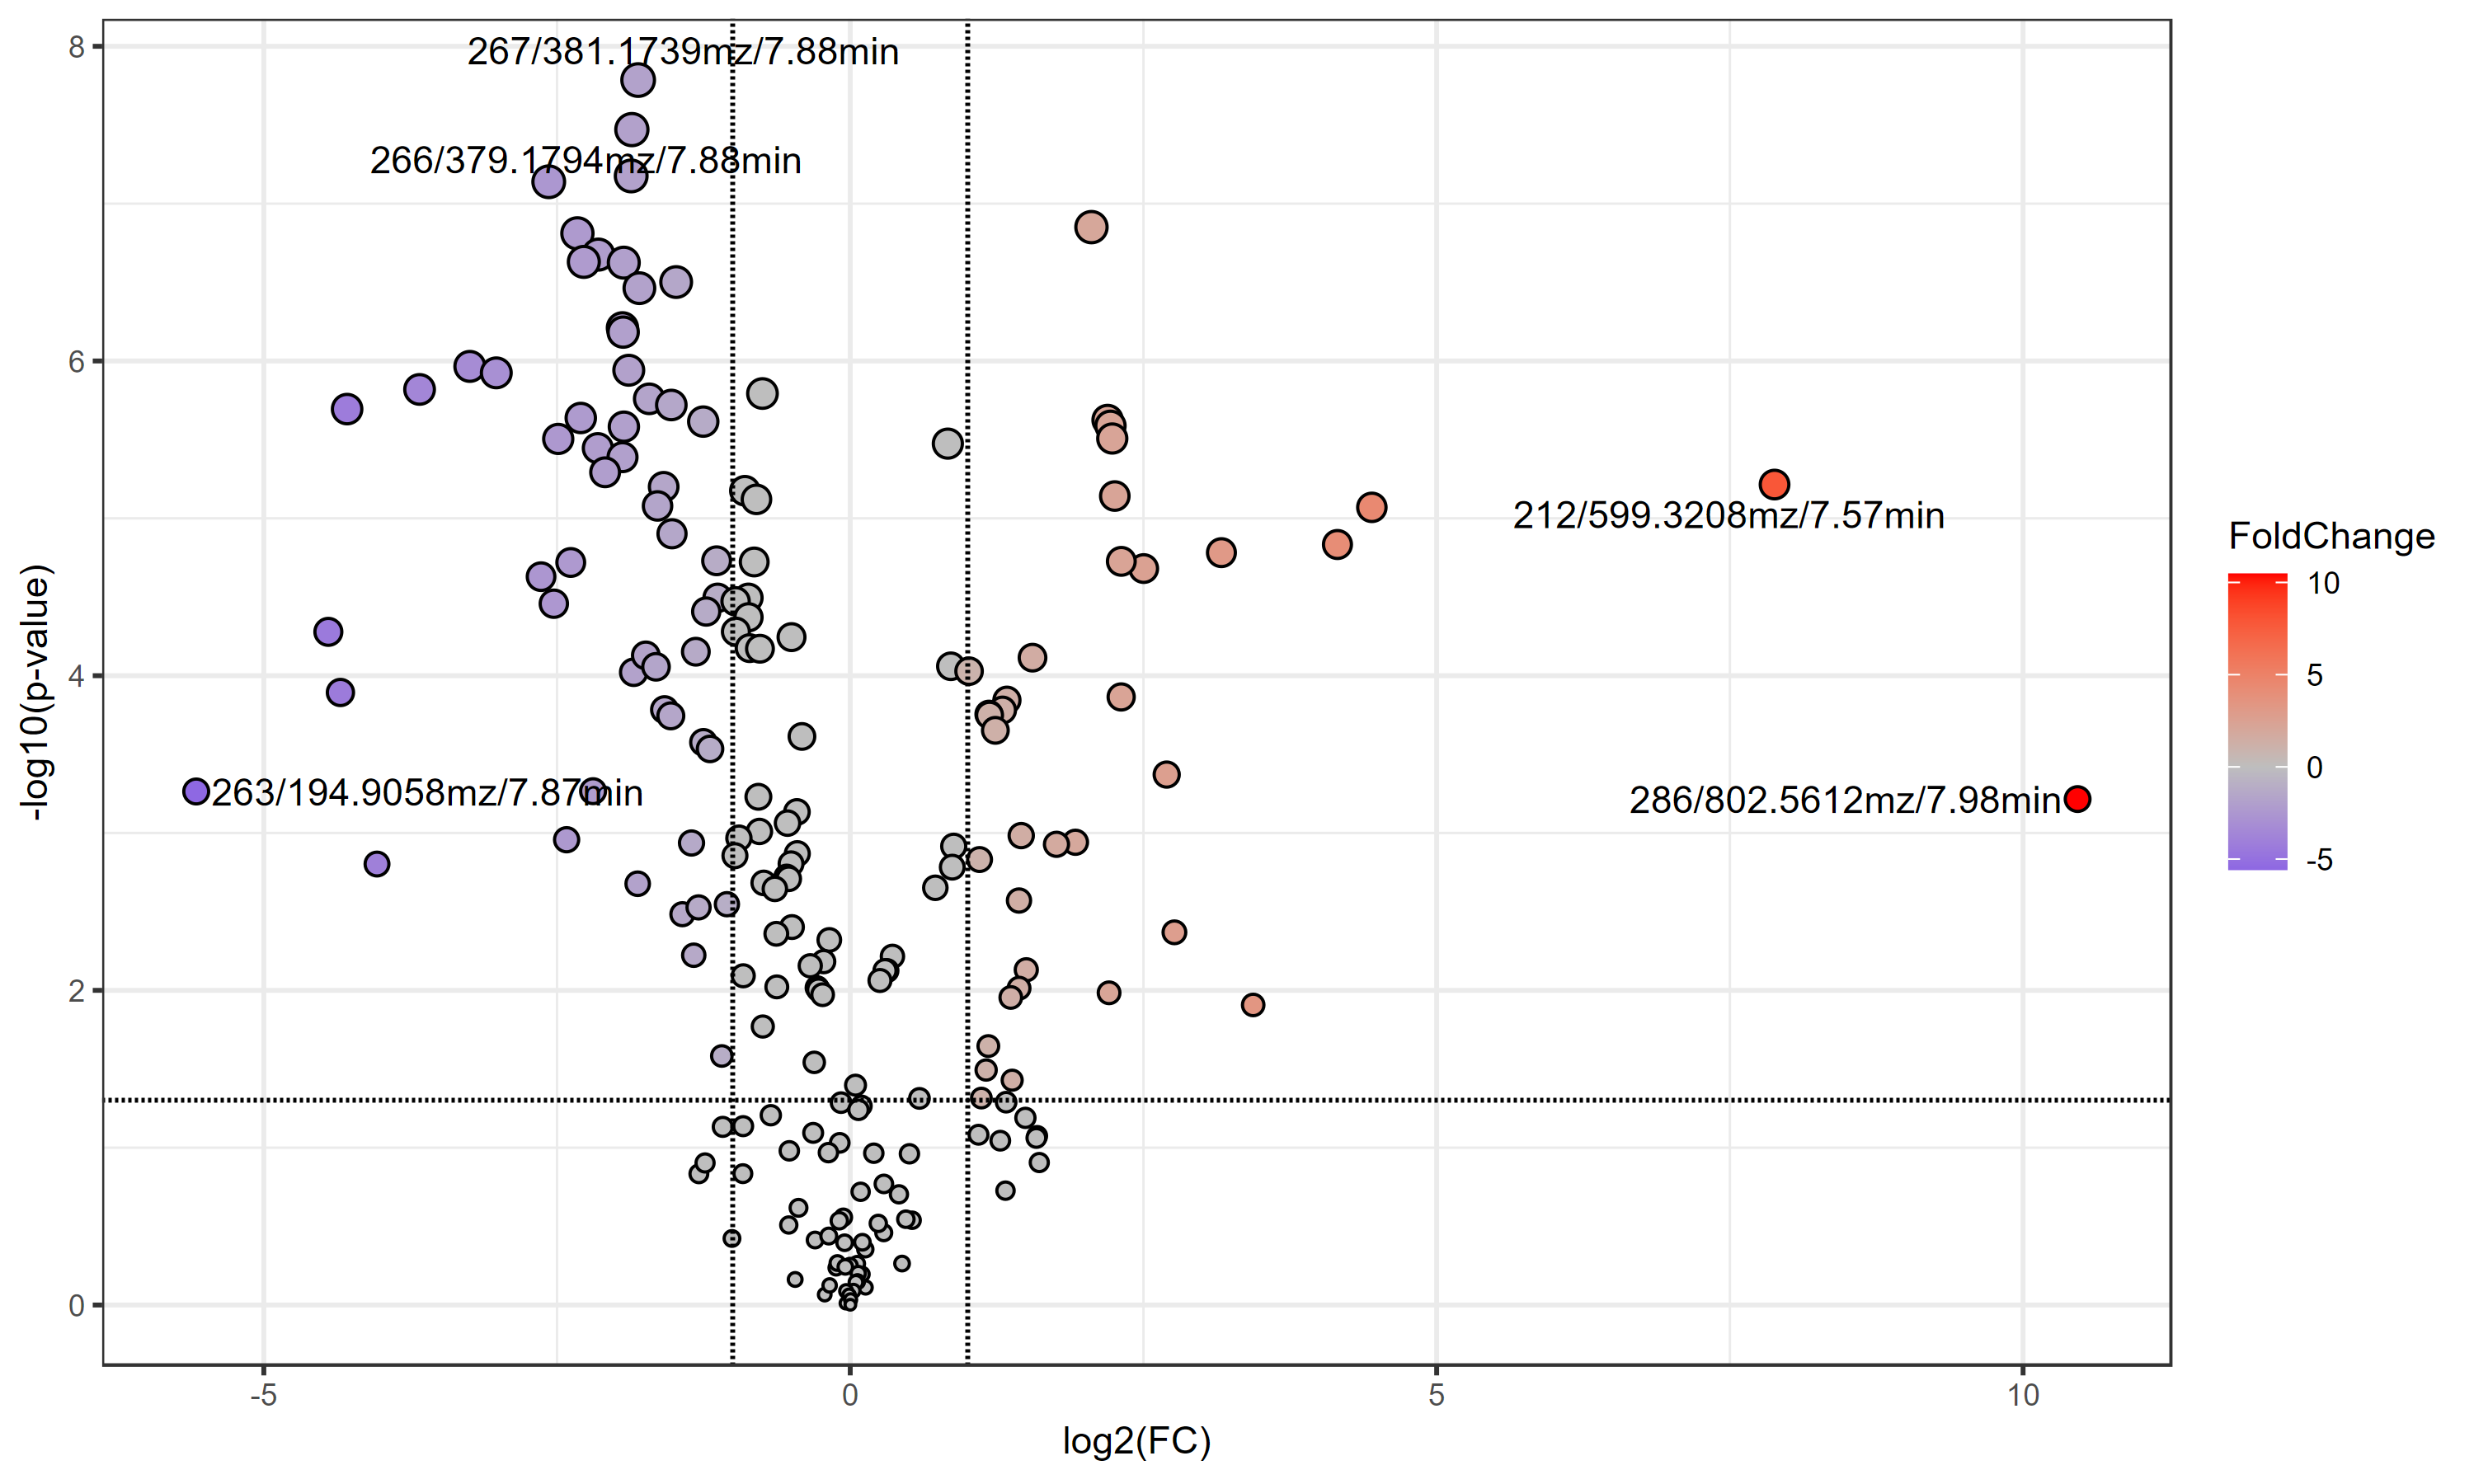 8
267/381.1739mz/7.88min
266/379.1794mz/7.88min
6
212/599.3208mz/7.57min
4
263/194.9058mz/7.87min
286/802.5612mz/7.98min
2
0
-log10(p-value)
-5
0
5
10
log2(FC)
FoldChange
10
5
0
-5